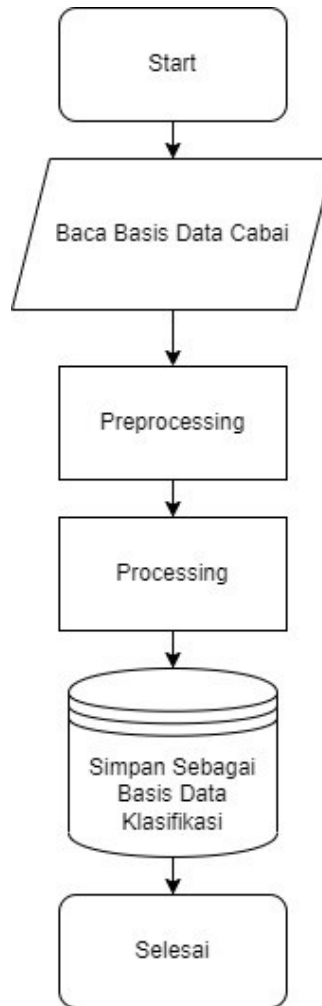 Start
Baca Basis Data Cabai
Preprocessing
Processing
Simpan Sebagai
Basis Data
Klasifikasi
Selesai